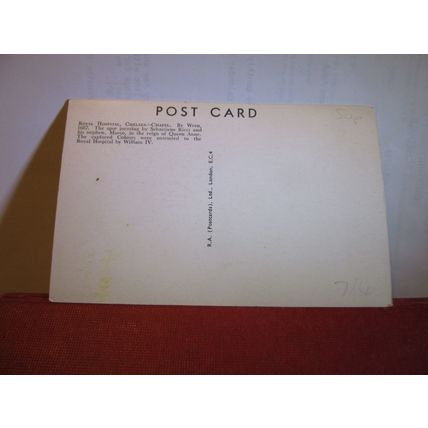 POST CARD
ROYAL HOSPITAL, CHELSEA—CHAPEL. By Wren,
1687. The apse painting by Sebastiano Ricci and
his nephew, Marco, in the reign of Queen Anne.
The captured Colours were entrusted to the
Royal Hospital by William IV.
R.A. (Postcards), Ltd., London, E.C.4